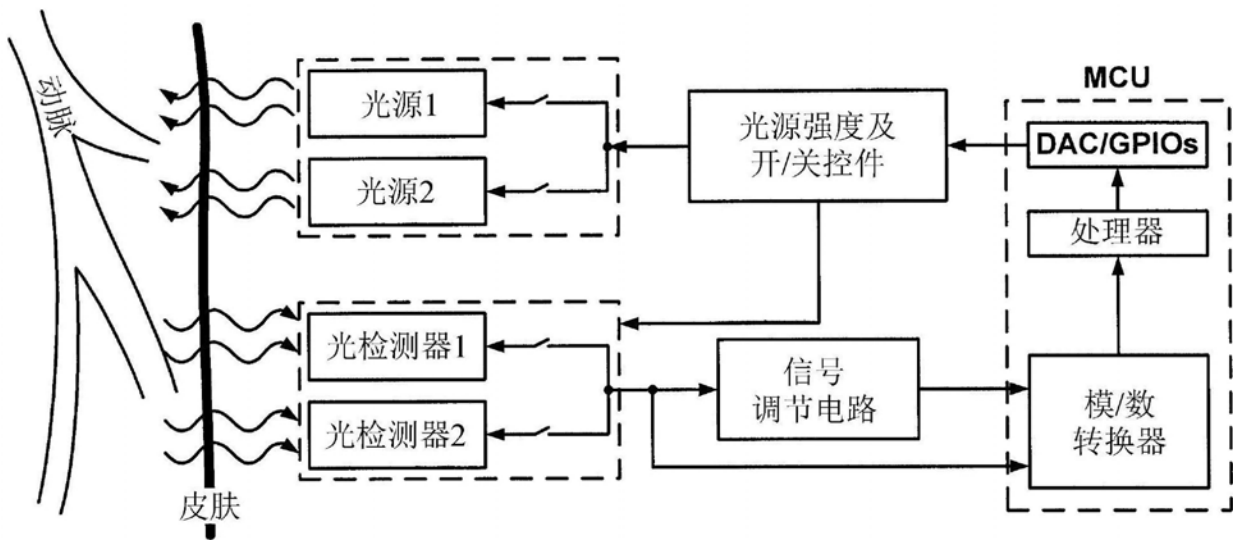 动脉
光源1
光源2
光源强度及
开/关控件
MCU
DAC/GPIOs
处理器
光检测器1
光检测器2
信号
调节电路
模/数
转换器
皮肤